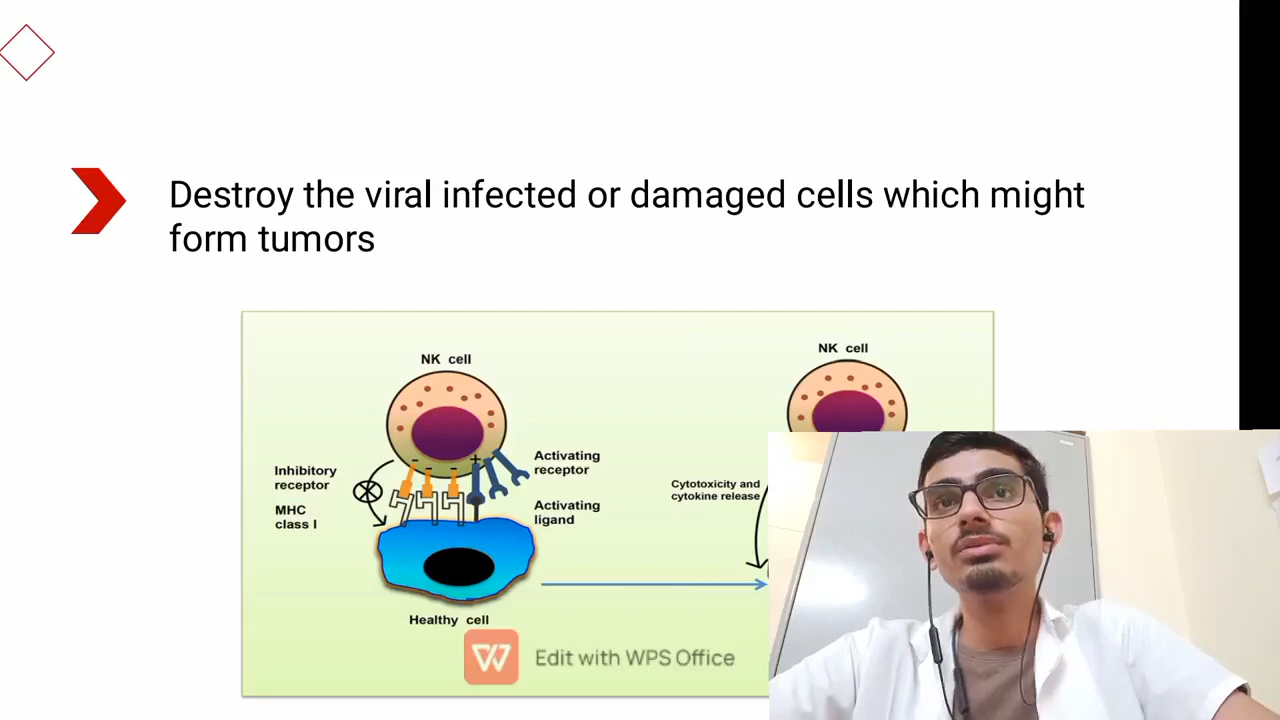 Destroy the viral infected or damaged cells which might
form tumors
NK cell
NK cell
Inhibitory
receptor
MHC
class I
Activating
receptor
Activating
ligand
Cytotoxicity and
cytokine release
Healthy cell
Edit with WPS Office